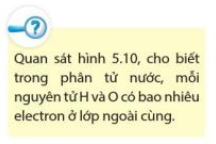 ?
Quan sát hình 5.10, cho biết
trong phân tử nước, mỗi
nguyên tử H và O có bao nhiêu
electron ở lớp ngoài cùng.